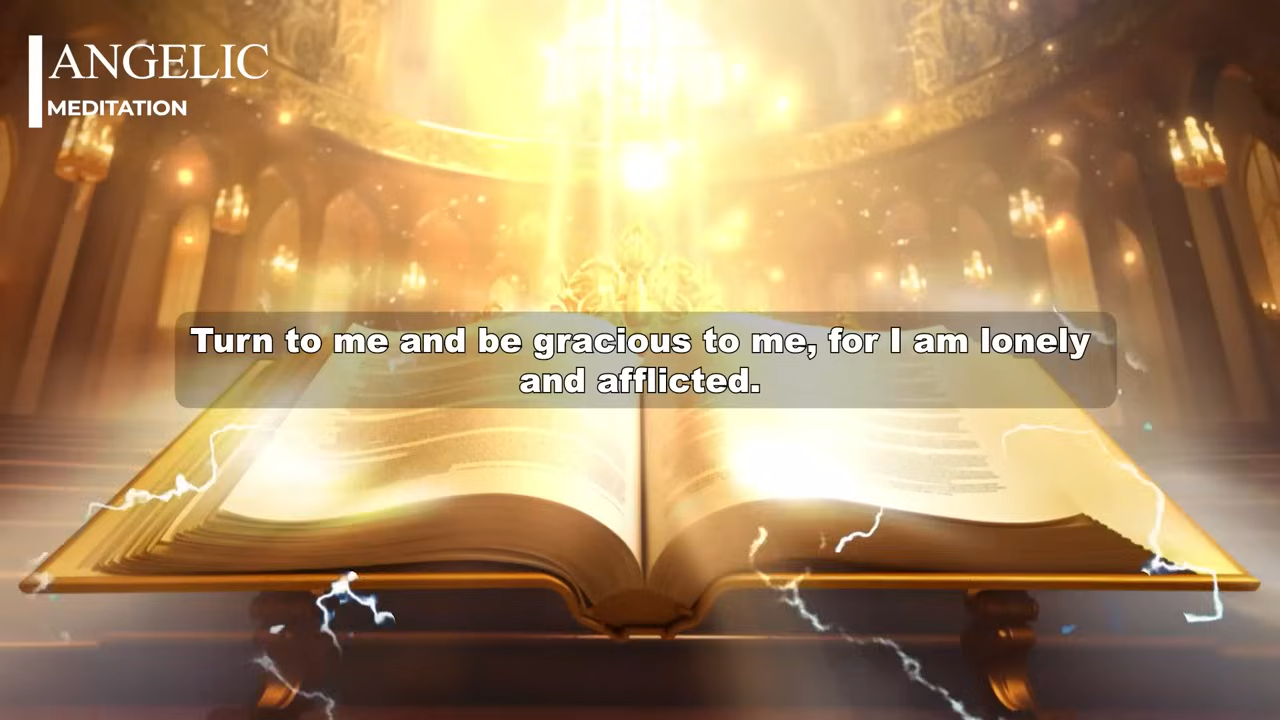 ANGELIC
MEDITATION
Turn to me and be gracious to me, for I am lonely
and afflicted.